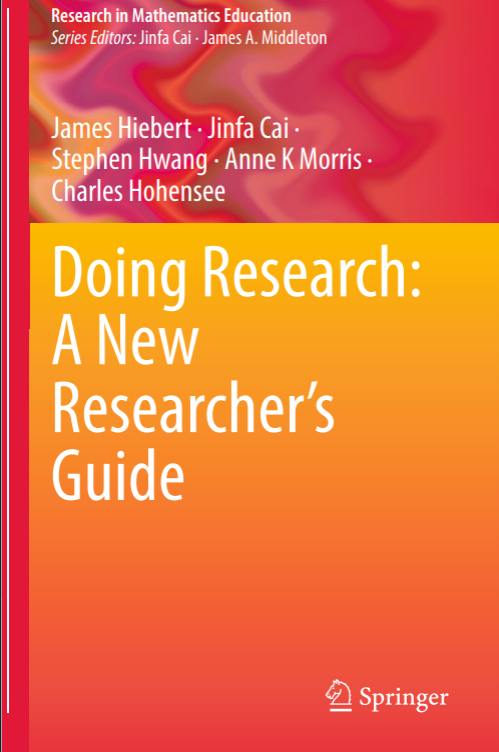 Research in Mathematics Education
Series Editors: Jinfa Cai · James A. Middleton
James Hiebert · Jinfa Cai ·
Stephen Hwang · Anne K Morris ·
Charles Hohensee
Doing Research:
A New
Researcher’s
Guide
Springer